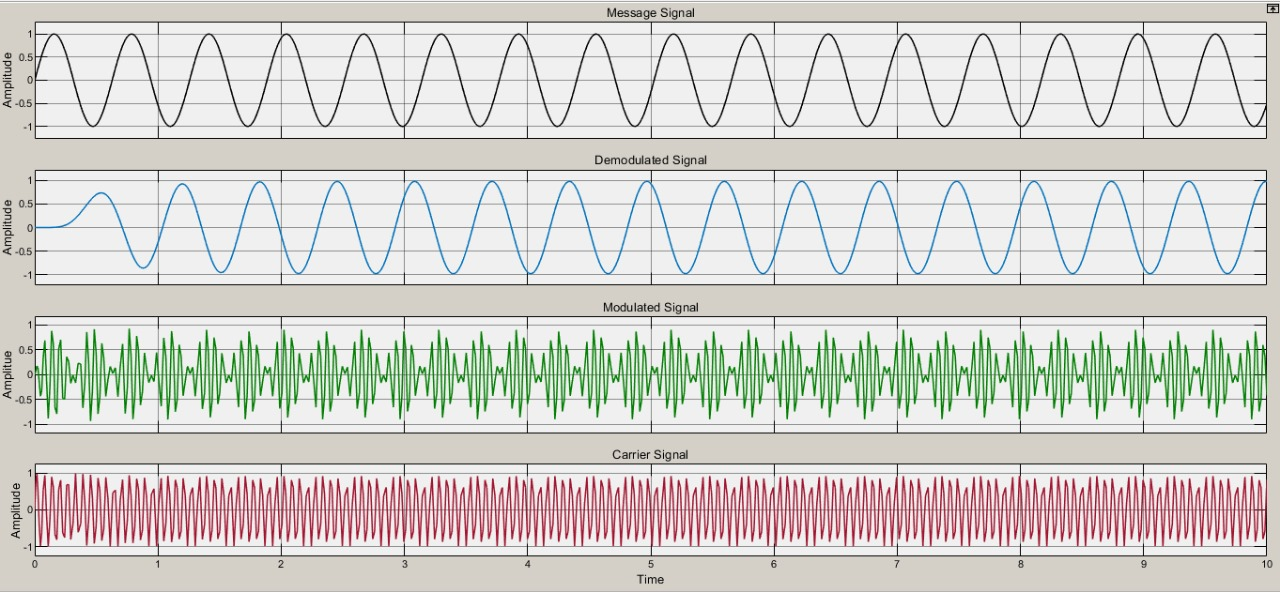 Message Signal
Amplitude
1
0.5
0
-0.5
-1
Demodulated Signal
Amplitude
1
0.5
0
-0.5
-1
Modulated Signal
Amplitue
1
0.5
0
-0.5
-1
Carrier Signal
Amplitude
1
0
-1
0 1 2 3 4 5 6 7 8 9 10
Time